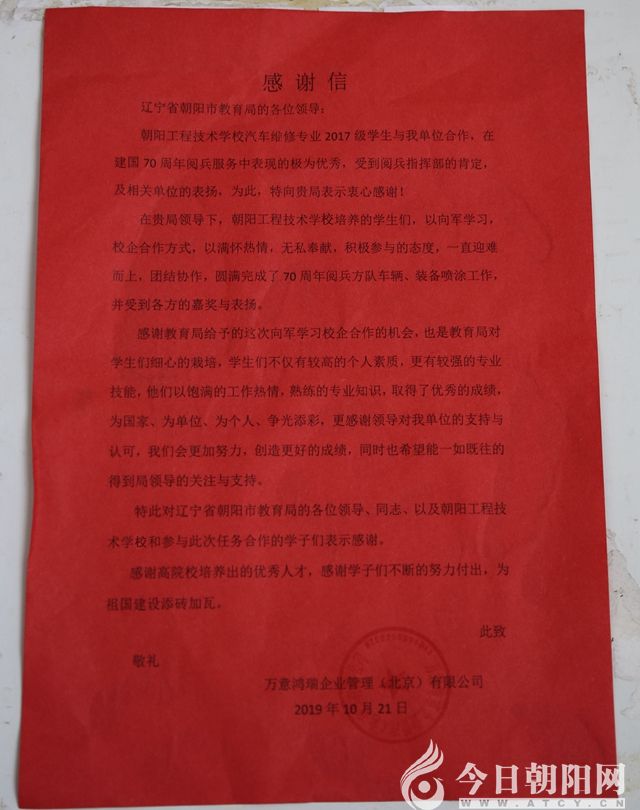 感谢信
辽宁省朝阳市教育局的各位领导：
朝阳工程技术学校汽车维修专业2017级学生与我单位合作，在
建国70周年阅兵服务中表现的极为优秀，受到阅兵指挥部的肯定，
及相关单位的表扬，为此，特向贵局表示衷心感谢！
在贵局领导下，朝阳工程技术学校培养的学生们，以向军学习，
校企合作方式，以满怀热情，无私奉献，积极参与的态度，一直迎难
而上，团结协作，圆满完成了70周年阅兵方队车辆、装备喷涂工作，
并受到各方的嘉奖与表扬。
感谢教育局给予的这次向军学习校企合作的机会，也是教育局对
学生们细心的栽培，学生们不仅有较高的个人素质，更有较强的专业
技能，他们以饱满的工作热情，熟练的专业知识，取得了优秀的成绩，
为国家、为单位、为个人、争光添彩，更感谢领导对我单位的支持与
认可，我们会更加努力，创造更好的成绩，同时也希望能一如既往的
得到局领导的关注与支持。
特此对辽宁省朝阳市教育局的各位领导、同志、以及朝阳工程技
术学校和参与此次任务合作的学子们表示感谢。
感谢高院校培养出的优秀人才，感谢学子们不断的努力付出，为
祖国建设添砖加瓦。
此致
敬礼
万意鸿瑞企业管理（北京）有限公司
2019年10月21日
今日朝阳网
WWW.ATCY.CN